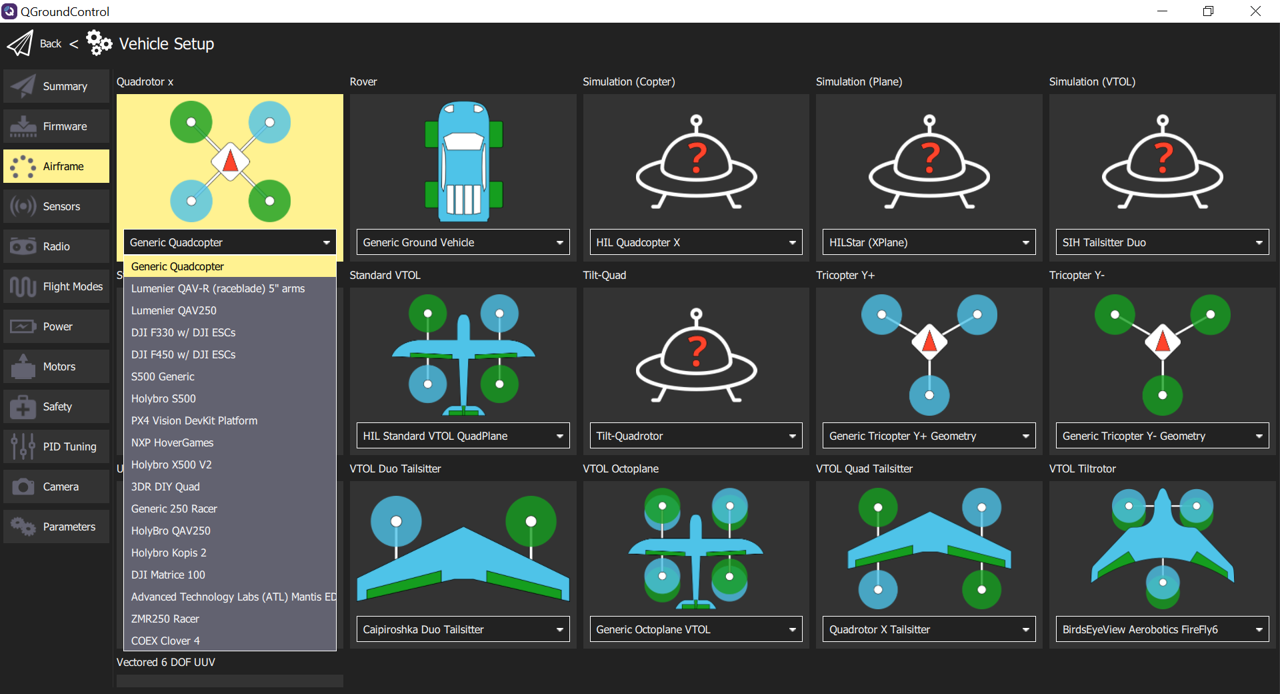 QGroundControl
Back < Vehicle Setup
Summary
Firmware
Airframe
Sensors
Radio
Flight Modes
Power
Motors
Safety
PID Tuning
Camera
Parameters
Quadrotor x
Generic Quadcopter
Generic Quadcopter
Lumenier QAV-R (raceblade) 5" arms
Lumenier QAV250
DJI F330 w/ DJI ESCs
DJI F450 w/ DJI ESCs
S500 Generic
Holybro S500
PX4 Vision DevKit Platform
NXP HoverGames
Holybro X500 V2
3DR DIY Quad
Generic 250 Racer
HolyBro QAV250
Holybro Kopis 2
DJI Matrice 100
Advanced Technology Labs (ATL) Mantis ED
ZMR250 Racer
COEX Clover 4
Rover
?
Generic Ground Vehicle
Simulation (Copter)
?
HIL Quadcopter X
Simulation (Plane)
?
HILStar (XPlane)
Simulation (VTOL)
SIH Tailsitter Duo
S
Standard VTOL
HIL Standard VTOL QuadPlane
Tilt-Quad
?
Tilt-Quadrotor
Tricopter Y+
Generic Tricopter Y+ Geometry
Tricopter Y-
Generic Tricopter Y- Geometry
U
VTOL Duo Tailsitter
Caipiroshka Duo Tailsitter
VTOL Octoplane
Generic Octoplane VTOL
VTOL Quad Tailsitter
Quadrotor X Tailsitter
VTOL Tiltrotor
BirdsEyeView Aerobotics FireFly6
Vectored 6 DOF UUV